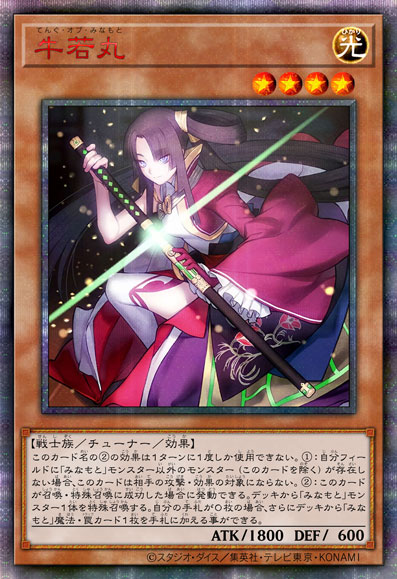 てんぐ・オブ・みなもと
牛若丸
ひかり
光
【戦士族／チューナー／効果】
このカード名の②の効果は1ターンに1度しか使用できない。①：自分フィー
ルドに「みなもと」モンスター以外のモンスター(このカードを除く)が存在し
ない場合、このカードは相手の攻撃・効果の対象にならない。②：このカード
が召喚・特殊召喚に成功した場合に発動できる。デッキから「みなもと」モンス
ター1体を特殊召喚する。自分の手札が0枚の場合、さらにデッキから「みな
もと」魔法・罠カード1枚を手札に加える事ができる。
ATK/1800 DEF/ 600
©スタジオ・ダイス／集英社・テレビ東京・KONAMI